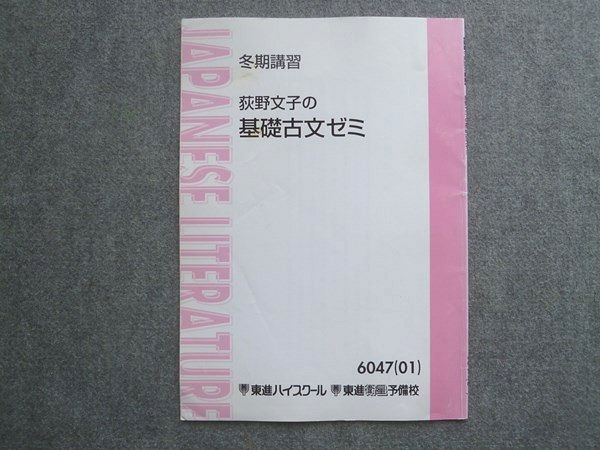 JAPANESE LITERATURE
冬期講習
荻野文子の
基礎古文ゼミ
6047(01)
東進ハイスクール 東進衛星予備校